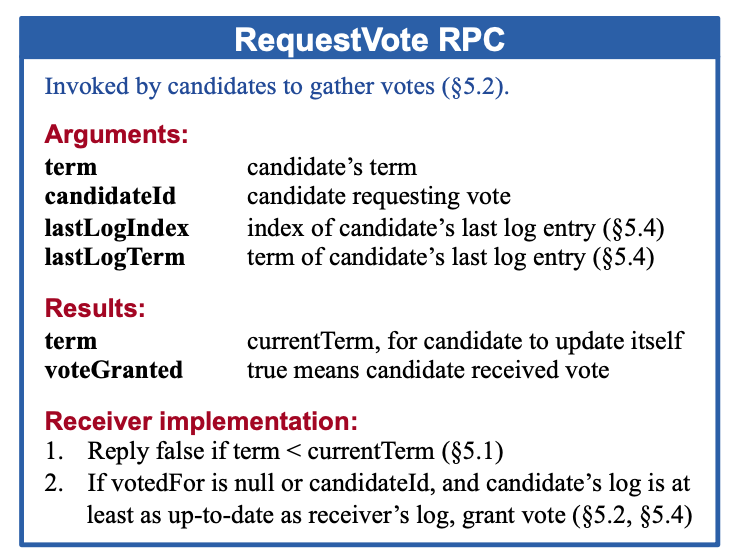 RequestVote RPC
Invoked by candidates to gather votes (§5.2).
Arguments:
term candidate’s term
candidateId candidate requesting vote
lastLogIndex index of candidate’s last log entry (§5.4)
lastLogTerm term of candidate’s last log entry (§5.4)
Results:
term currentTerm, for candidate to update itself
voteGranted true means candidate received vote
Receiver implementation:
1. Reply false if term < currentTerm (§5.1)
2. If votedFor is null or candidateId, and candidate’s log is at
least as up-to-date as receiver’s log, grant vote (§5.2, §5.4)